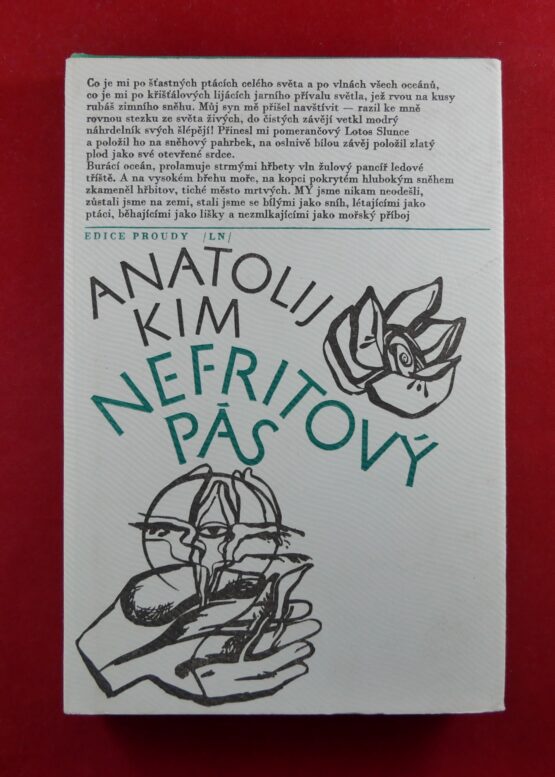 Co je mi po šťastných ptácích celého světa a po vlnách všech oceánů,
co je mi po křišťálových lijácích jarního přívalu světla, jež rvou na kusy
rubáš zimního sněhu. Můj syn mě přišel navštívit — razil ke mně
rovnou stezku ze světa živých, do čistých závějí vetkl modrý
náhrdelník svých šlépějí! Přinesl mi pomerančový Lotos Slunce
a položil ho na sněhový pahrbek, na oslnivě bílou závěj položil zlatý
plod jako své otevřené srdce.
Burácí oceán, prolamuje strmými hřbety vln žulový pancíř ledové
tříště. A na vysokém břehu moře, na kopci pokrytém hlubokým sněhem
zkameněl hřbitov, tiché město mrtvých. MY jsme nikam neodešli,
zůstali jsme na zemi, stali jsme se bílými jako sníh, létajícími jako
ptáci, běhajícími jako lišky a nezmlkajícími jako mořský příboj
EDICE PROUDY /LN/
ANATOLIJ
KIM
NEFRITOVÝ
PÁS